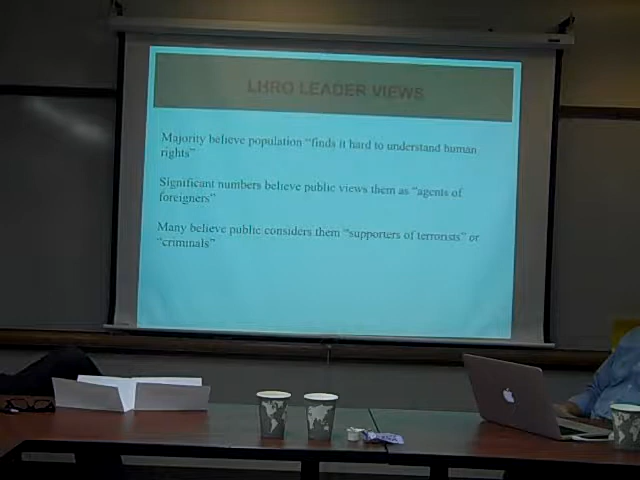 LHRO LEADER VIEWS
Majority believe population “finds it hard to understand human
rights”
Significant numbers believe public views them as “agents of
foreigners”
Many believe public considers them “supporters of terrorists” or
“criminals”